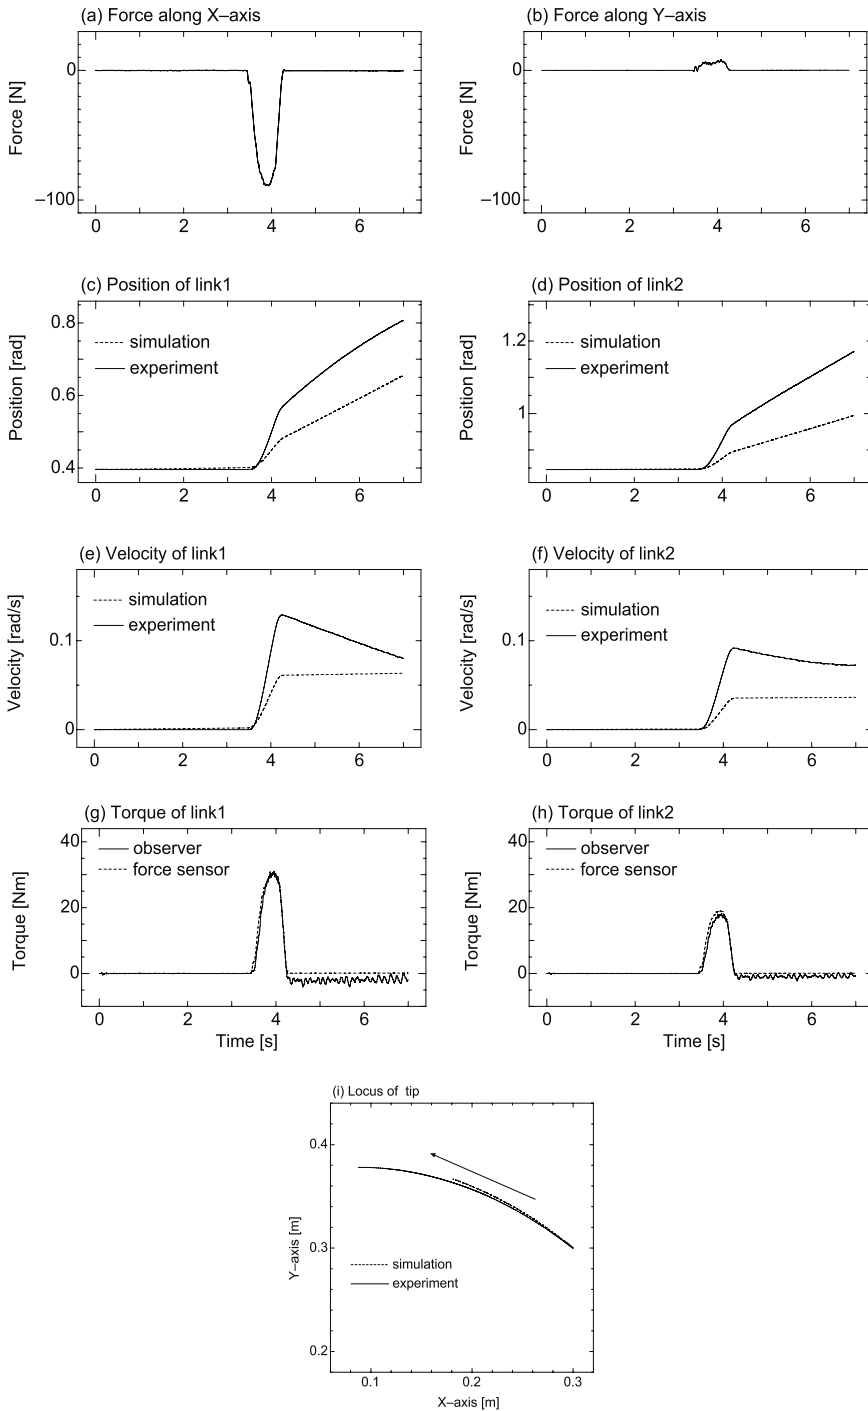 (a) Force along X–axis
Force [N]
0
–100
0 2 4 6
(b) Force along Y–axis
Force [N]
0
–100
0 2 4 6
(c) Position of link1
Position [rad]
0.8
0.6
0.4
simulation
experiment
0 2 4 6
(d) Position of link2
Position [rad]
1.2
1
simulation
experiment
0 2 4 6
(e) Velocity of link1
Velocity [rad/s]
0.1
0
simulation
experiment
0 2 4 6
(f) Velocity of link2
Velocity [rad/s]
0.1
0
simulation
experiment
0 2 4 6
(g) Torque of link1
Torque [Nm]
40
20
0
observer
force sensor
0 2 4 6
Time [s]
(h) Torque of link2
Torque [Nm]
40
20
0
observer
force sensor
0 2 4 6
Time [s]
(i) Locus of tip
Y–axis [m]
0.4
0.3
0.2
simulation
experiment
0.1 0.2 0.3
X–axis [m]